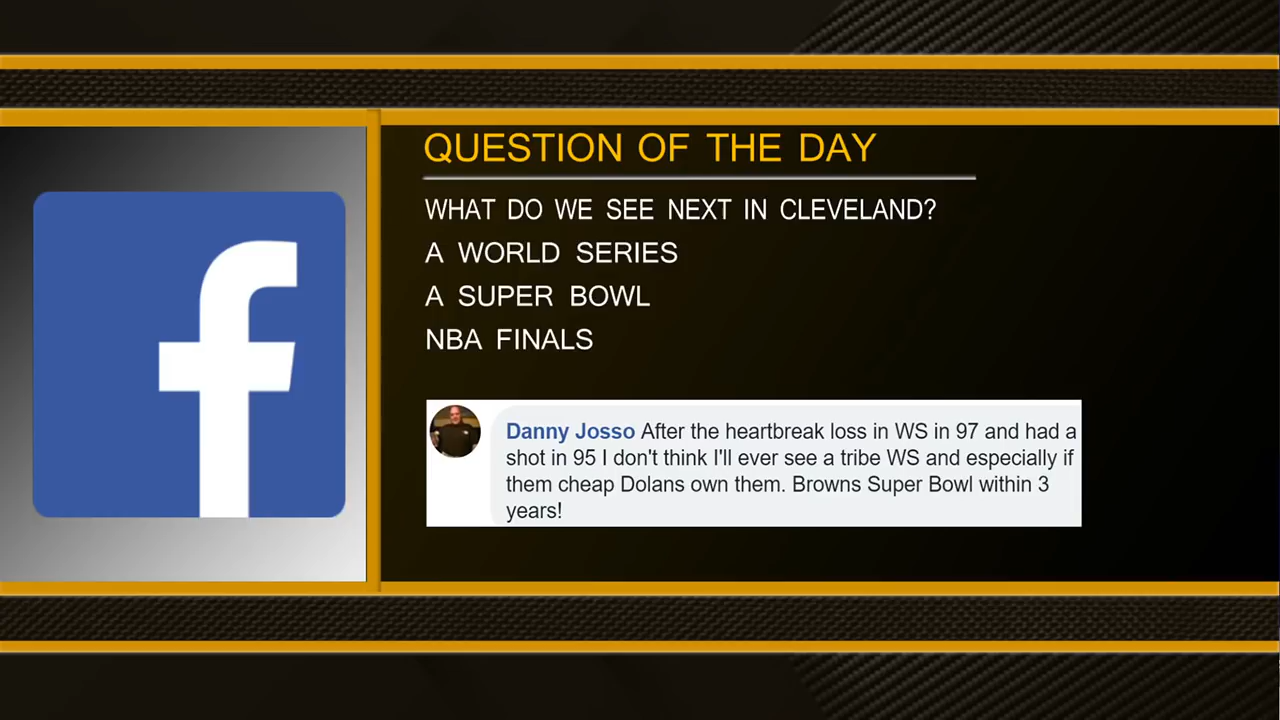 QUESTION OF THE DAY
WHAT DO WE SEE NEXT IN CLEVELAND?
A WORLD SERIES
A SUPER BOWL
NBA FINALS
Danny Josso After the heartbreak loss in WS in 97 and had a
shot in 95 I don't think I'll ever see a tribe WS and especially if
them cheap Dolans own them. Browns Super Bowl within 3
years!